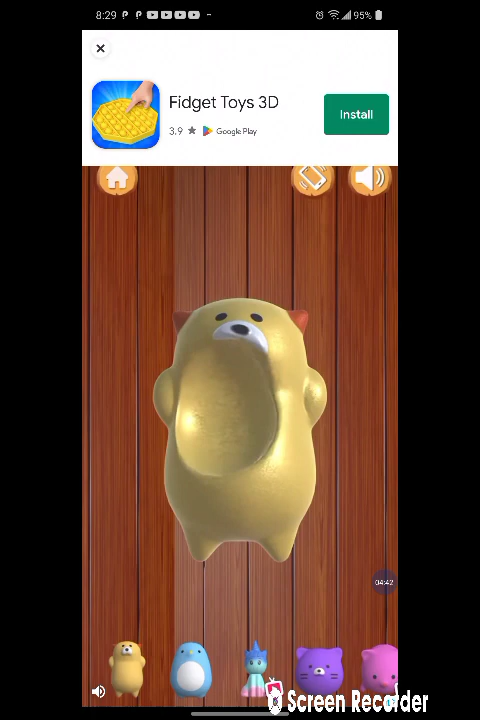 8:29
95%
Fidget Toys 3D
3.9 ★ Google Play
Install
04:42
Screen Recorder